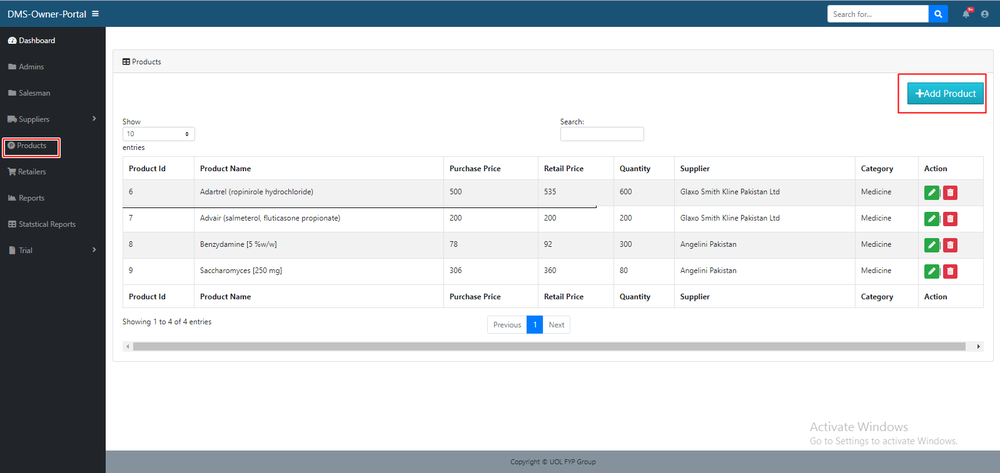 DMS-Owner-Portal
Search for...
9+
Dashboard
Admins
Salesman
Suppliers
Products
Retailers
Reports
Statstical Reports
Trial
Products
Add Product
Show
10
entries
Search:
Product Id Product Name Purchase Price Retail Price Quantity Supplier Category Action
6 Adartrel (ropinirole hydrochloride) 500 535 600 Glaxo Smith Kline Pakistan Ltd Medicine |
7 Advair (salmeterol, fluticasone propionate) 200 200 200 Glaxo Smith Kline Pakistan Ltd Medicine |
8 Benzydamine [5 %w/w] 78 92 300 Angelini Pakistan Medicine |
9 Saccharomyces [250 mg] 306 360 80 Angelini Pakistan Medicine |
Product Id Product Name Purchase Price Retail Price Quantity Supplier Category Action
Showing 1 to 4 of 4 entries
Previous 1 Next
Activate Windows
Go to Settings to activate Windows.
Copyright © UOL FYP Group